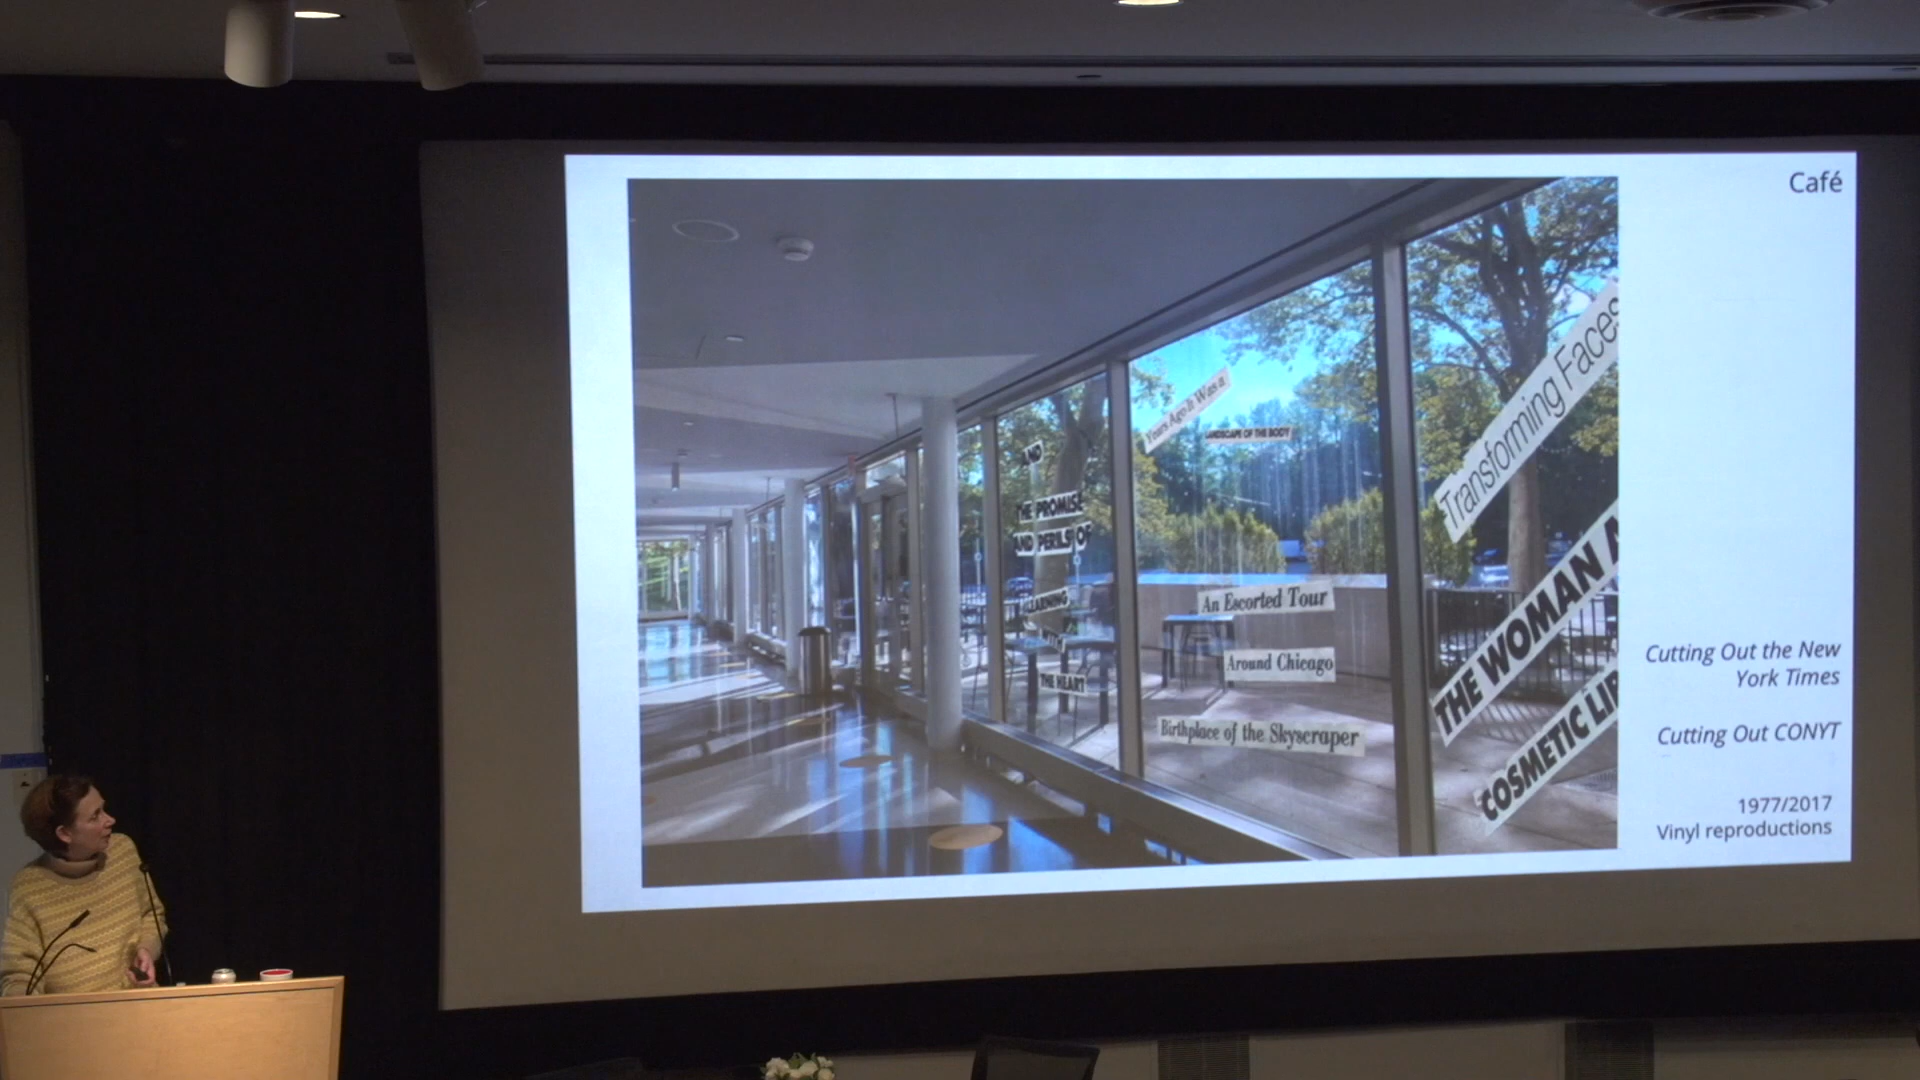 Café
Transforming Faces
Years Ago It Was a
LANDSCAPE OF THE BODY
AND
THE PROMISE
AND PERILS OF
LEARNING
THE HEART
An Escorted Tour
Around Chicago
Birthplace of the Skyscraper
THE WOMAN
COSMETIC LIP
Cutting Out the New
York Times
Cutting Out CONYT
1977/2017
Vinyl reproductions